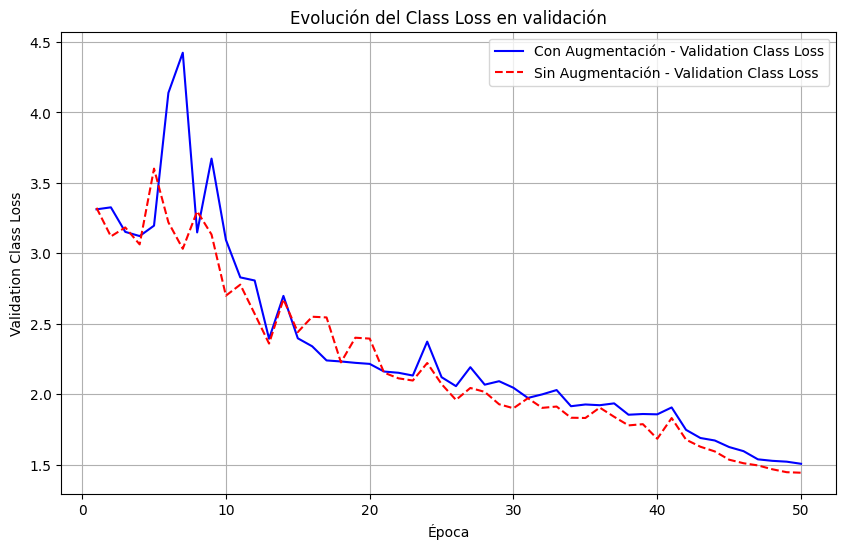 Evolución del Class Loss en validación
Con Augmentación - Validation Class Loss
Sin Augmentación - Validation Class Loss
Validation Class Loss
4.5
4.0
3.5
3.0
2.5
2.0
1.5
0 10 20 30 40 50
Época